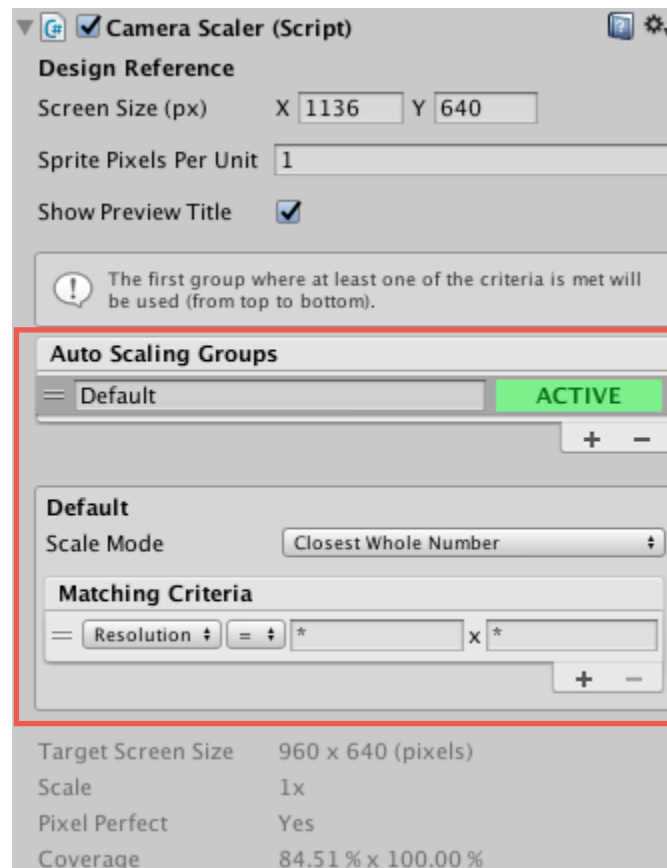 Camera Scaler (Script)
Design Reference
Screen Size (px) X 1136 Y 640
Sprite Pixels Per Unit 1
Show Preview Title
The first group where at least one of the criteria is met will
be used (from top to bottom).
Auto Scaling Groups
Default ACTIVE
+ −
Default
Scale Mode Closest Whole Number
Matching Criteria
Resolution = * x *
+ −
Target Screen Size 960 x 640 (pixels)
Scale 1x
Pixel Perfect Yes
Coverage 84.51 % x 100.00 %